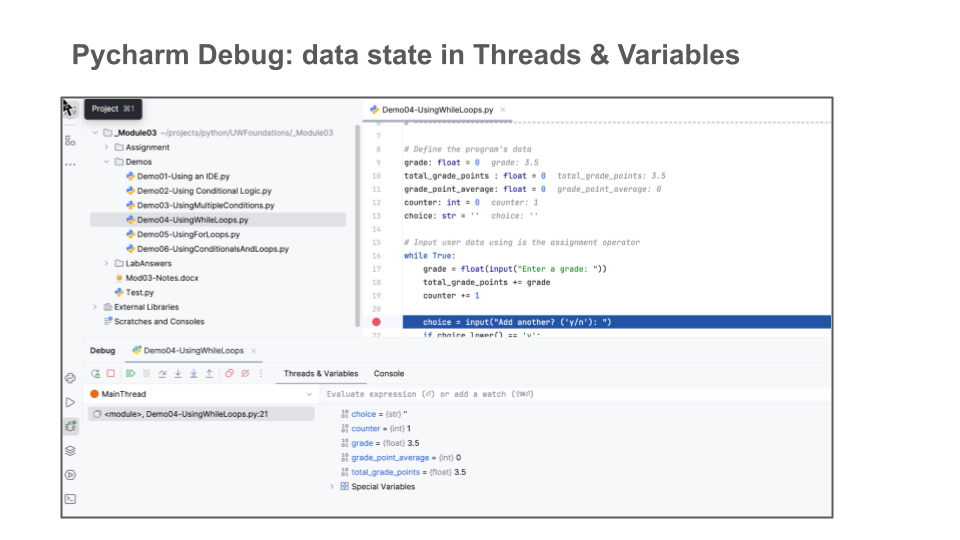 Pycharm Debug: data state in Threads & Variables
Project ⌘1
_Module03 ~/projects/python/UWFoundations/_Module03
Assignment
Demos
Demo01-Using an IDE.py
Demo02-Using Conditional Logic.py
Demo03-UsingMultipleConditions.py
Demo04-UsingWhileLoops.py
Demo05-UsingForLoops.py
Demo06-UsingConditionalsAndLoops.py
LabAnswers
Mod03-Notes.docx
Test.py
External Libraries
Scratches and Consoles
Demo04-UsingWhileLoops.py ×
6 # ------------------------------------------------
7
8 # Define the program's data
9 grade: float = 0 grade: 3.5
10 total_grade_points : float = 0 total_grade_points: 3.5
11 grade_point_average: float = 0 grade_point_average: 0
12 counter: int = 0 counter: 1
13 choice: str = '' choice: ''
14
15 # Input user data using is the assignment operator
16 while True:
17 grade = float(input("Enter a grade: "))
18 total_grade_points += grade
19 counter += 1
20
choice = input("Add another? ('y/n'): ")
22 if choice.lower() == 'y':
Debug Demo04-UsingWhileLoops ×
Threads & Variables Console
MainThread
Evaluate expression (⏎) or add a watch (⇧⌘⏎)
<module>, Demo04-UsingWhileLoops.py:21
choice = {str} ''
counter = {int} 1
grade = {float} 3.5
grade_point_average = {int} 0
total_grade_points = {float} 3.5
Special Variables